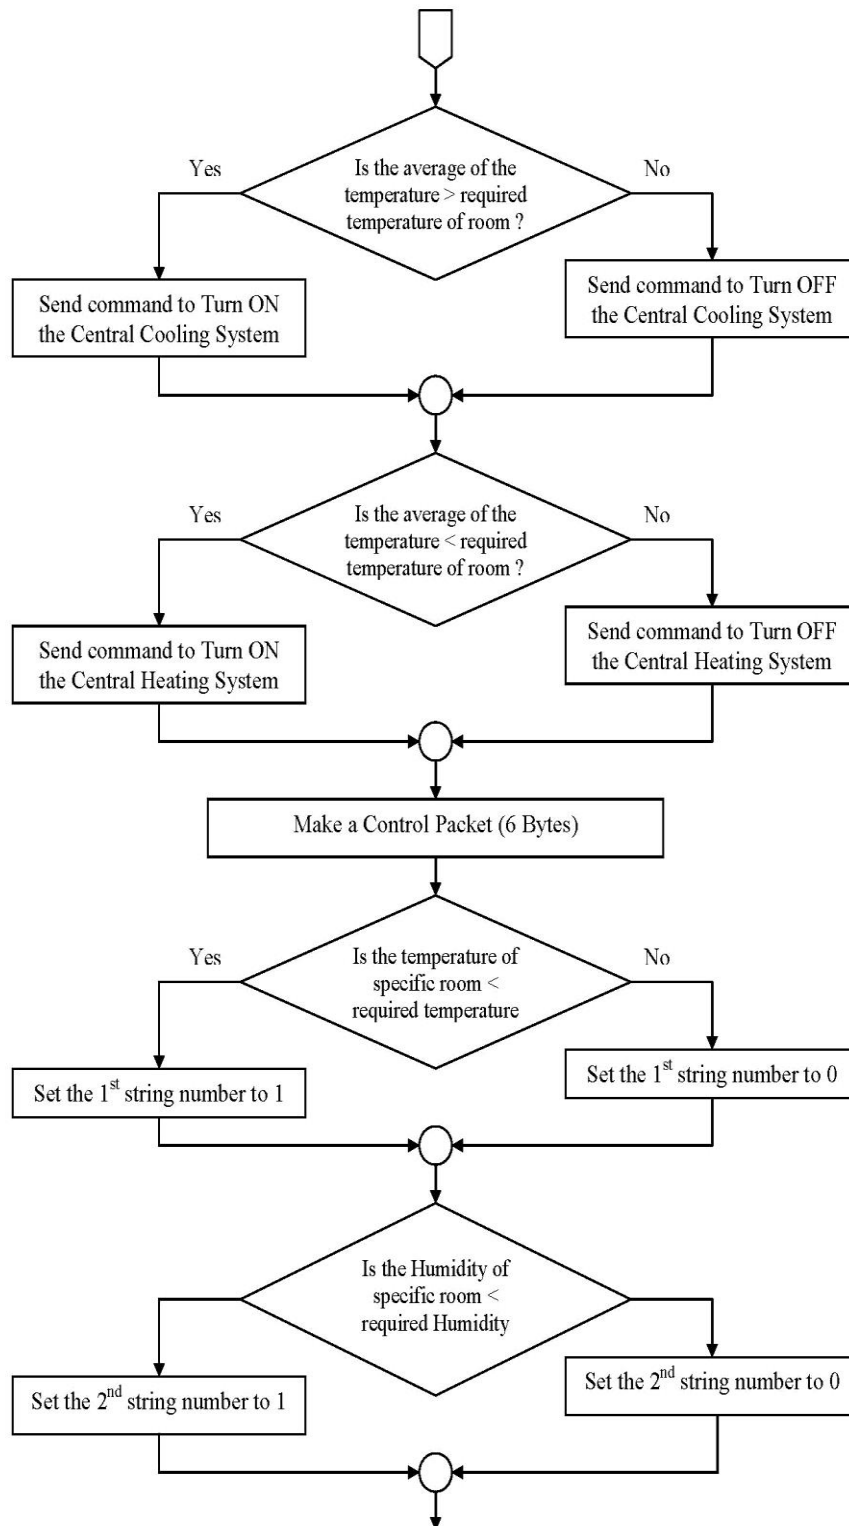 Yes
Is the average of the
temperature > required
temperature of room ?
No
Send command to Turn ON
the Central Cooling System
Send command to Turn OFF
the Central Cooling System
Yes
Is the average of the
temperature < required
temperature of room ?
No
Send command to Turn ON
the Central Heating System
Send command to Turn OFF
the Central Heating System
Make a Control Packet (6 Bytes)
Yes
Is the temperature of
specific room <
required temperature
No
Set the 1st string number to 1
Set the 1st string number to 0
Is the Humidity of
specific room <
required Humidity
Set the 2nd string number to 1
Set the 2nd string number to 0